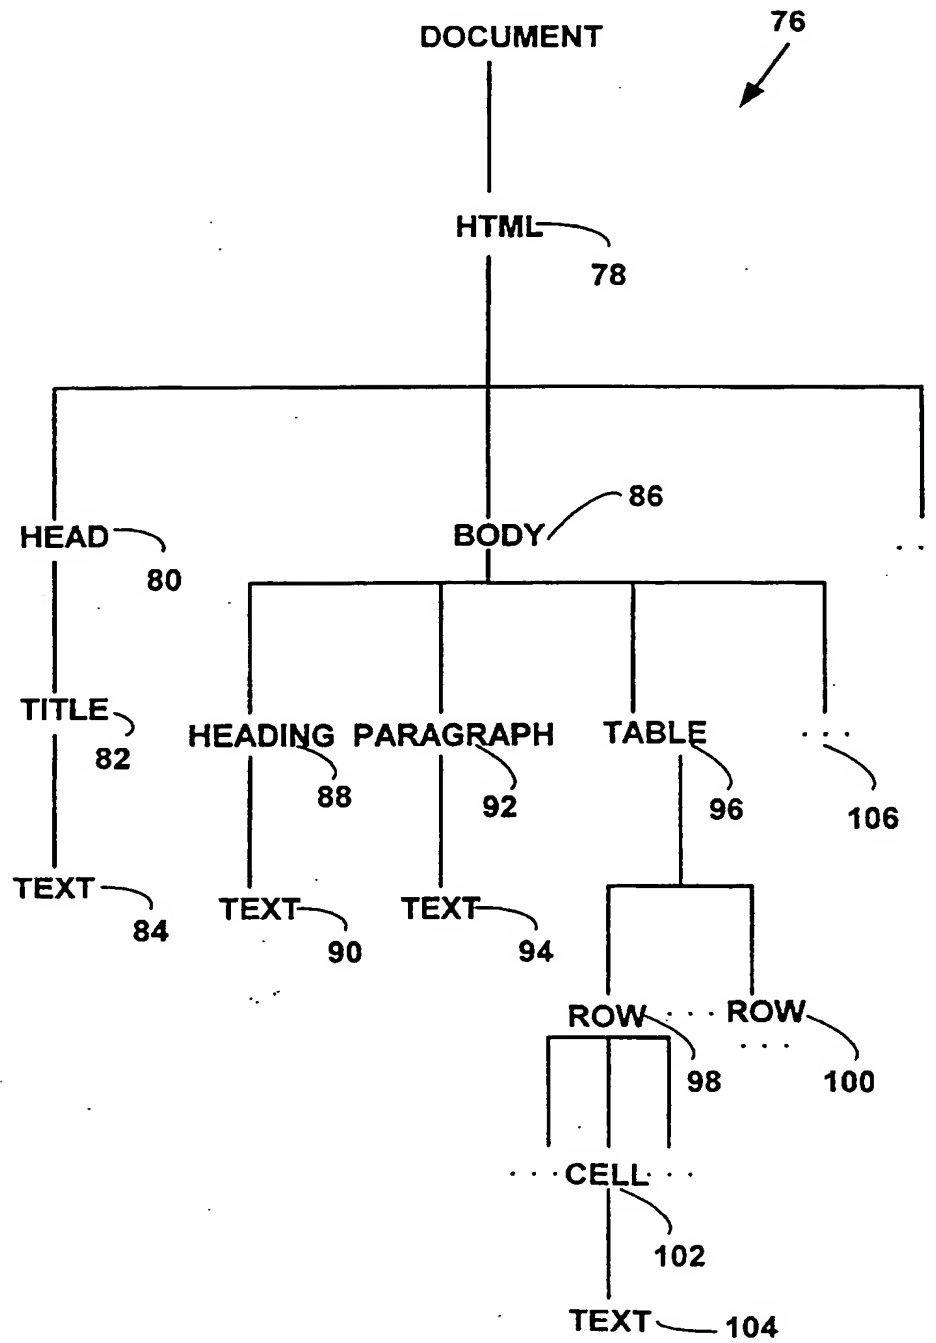 76
DOCUMENT
HTML
78
86
HEAD
BODY
. .
80
TITLE
82
HEADING
PARAGRAPH
TABLE
. . .
88
92
96
106
TEXT
84
TEXT
TEXT
90
94
ROW
. . .
ROW
. . .
98
100
. . .
CELL
. . .
102
TEXT
104